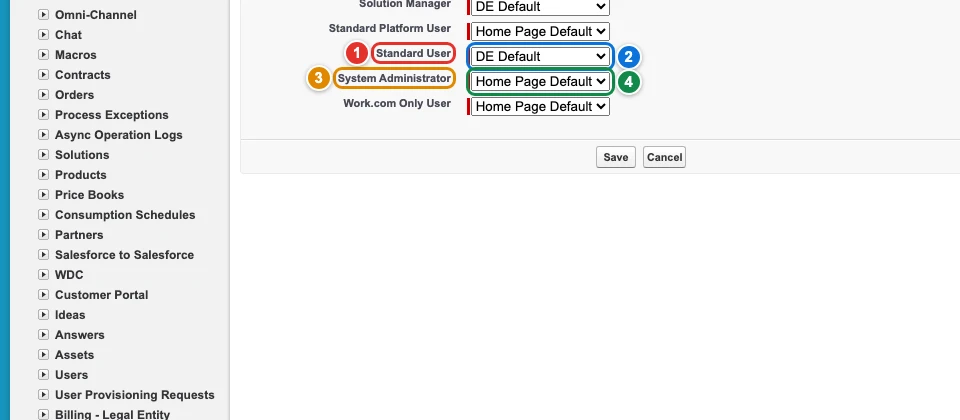 Omni-Channel
Chat
Macros
Contracts
Orders
Process Exceptions
Async Operation Logs
Solutions
Products
Price Books
Consumption Schedules
Partners
Salesforce to Salesforce
WDC
Customer Portal
Ideas
Answers
Assets
Users
User Provisioning Requests
Billing - Legal Entity
Solution Manager DE Default
Standard Platform User Home Page Default
1 Standard User DE Default 2
3 System Administrator Home Page Default 4
Work.com Only User Home Page Default
Save Cancel